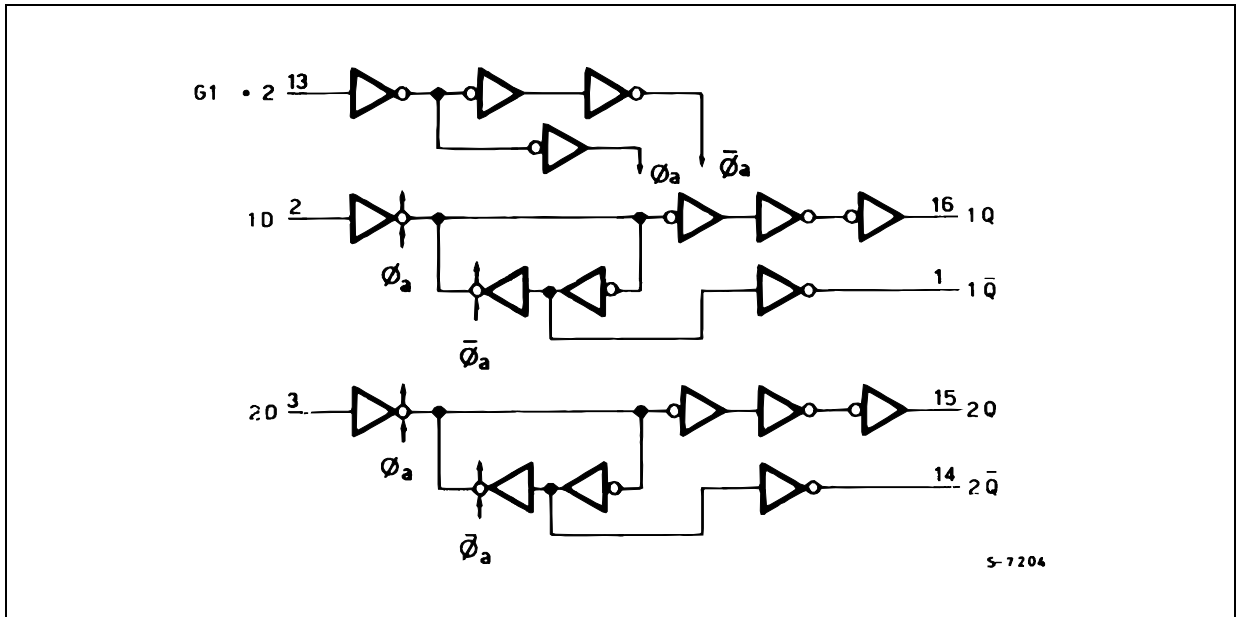 G1 • 2 13
Øa Ø̅a
1D 2 16 1Q
Øa
1 1Q̅
Ø̅a
2D 3 15 2Q
Øa
14 2Q̅
Ø̅a
S-7204